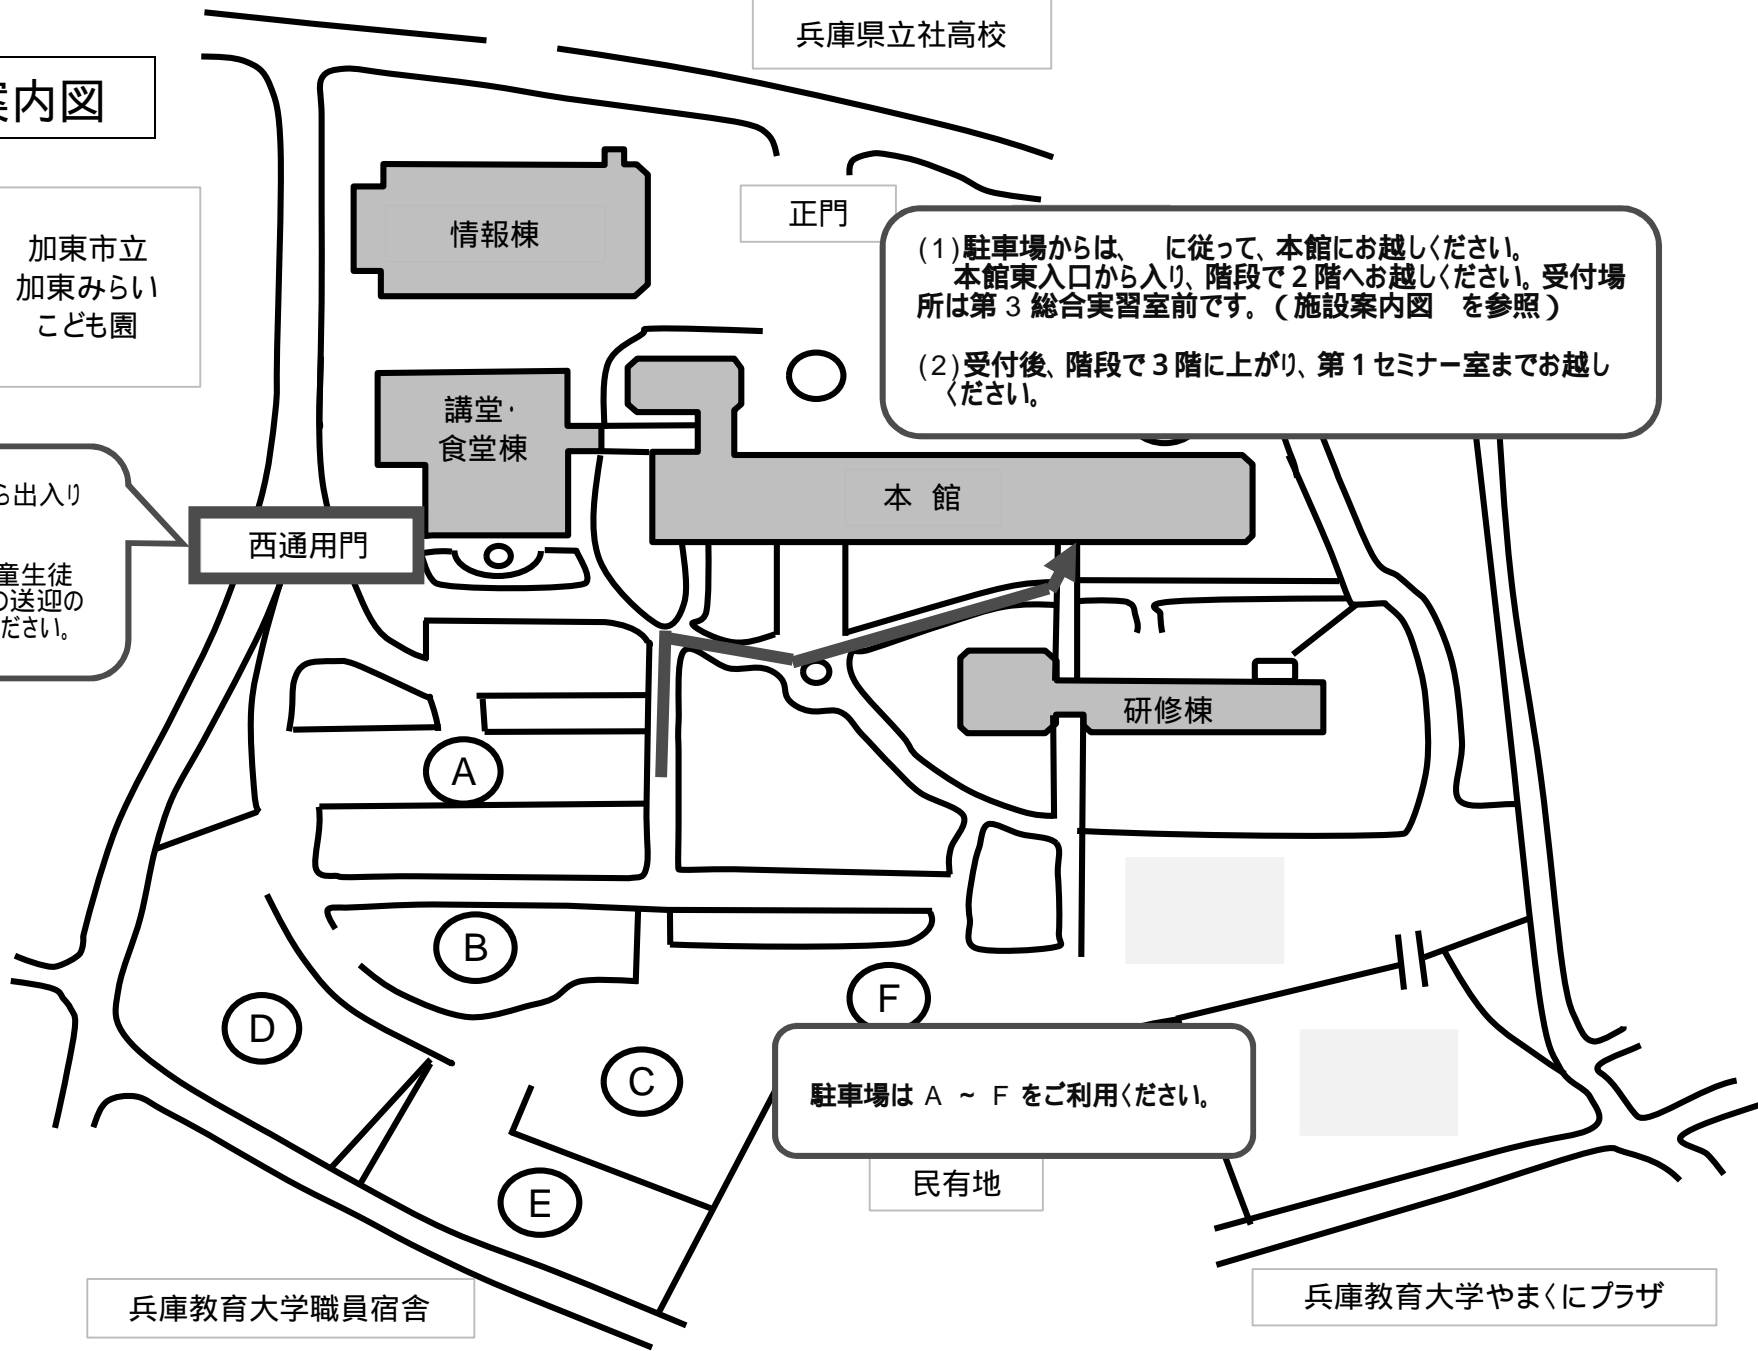 兵庫県立社高校
案内図
情報棟
正門
加東市立
加東みらい
こども園
(1)駐車場からは、　に従って、本館にお越しください。
本館東入口から入り、階段で２階へお越しください。受付場
所は第３総合実習室前です。（施設案内図　を参照）
(2)受付後、階段で３階に上がり、第１セミナー室までお越し
ください。
講堂・
食堂棟
本 館
ら出入り
西通用門
童生徒
の送迎の
ださい。
研修棟
A
B
F
D
C
駐車場は A ～ F をご利用ください。
民有地
E
兵庫教育大学職員宿舎
兵庫教育大学やまくにプラザ